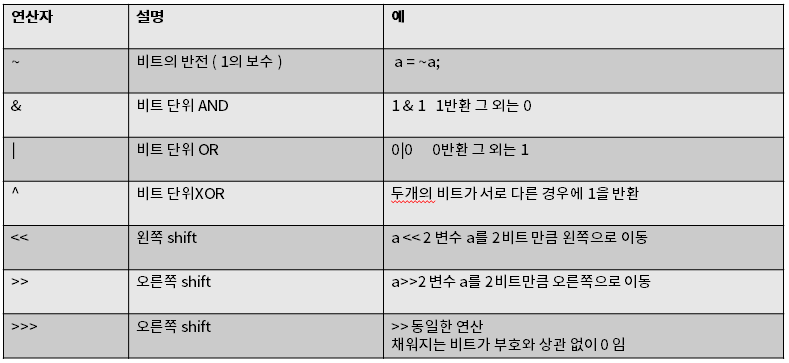 연산자 설명 예
~ 비트의 반전 ( 1의 보수 ) a = ~a;
& 비트 단위 AND 1 & 1 1반환 그 외는 0
| 비트 단위 OR 0|0 0반환 그 외는 1
^ 비트 단위XOR 두개의 비트가 서로 다른 경우에 1을 반환
<< 왼쪽 shift a << 2 변수 a를 2비트 만큼 왼쪽으로 이동
>> 오른쪽 shift a>>2 변수 a를 2비트만큼 오른쪽으로 이동
>>> 오른쪽 shift >> 동일한 연산
채워지는 비트가 부호와 상관 없이 0 임